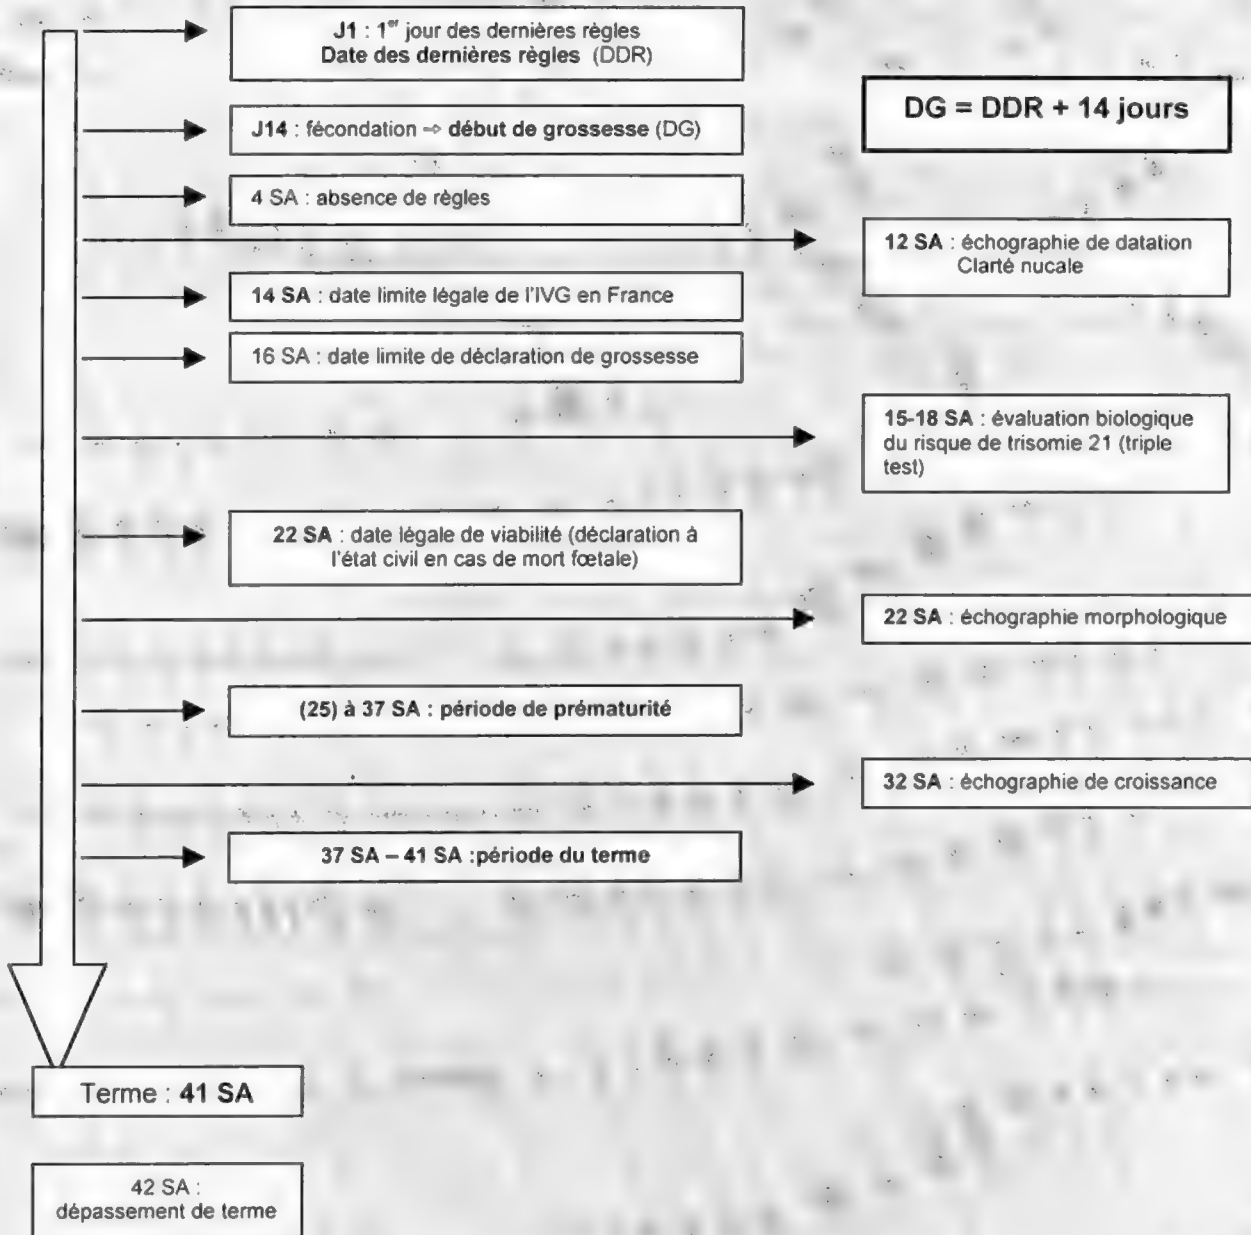 J1 : 1er jour des dernières règles
Date des dernières règles (DDR)
DG = DDR + 14 jours
J14 : fécondation ⇨ début de grossesse (DG)
4 SA : absence de règles
12 SA : échographie de datation
Clarté nucale
14 SA : date limite légale de l'IVG en France
16 SA : date limite de déclaration de grossesse
15-18 SA : évaluation biologique
du risque de trisomie 21 (triple
test)
22 SA : date légale de viabilité (déclaration à
l'état civil en cas de mort fœtale)
22 SA : échographie morphologique
(25) à 37 SA : période de prématurité
32 SA : échographie de croissance
37 SA – 41 SA :période du terme
Terme : 41 SA
42 SA :
dépassement de terme